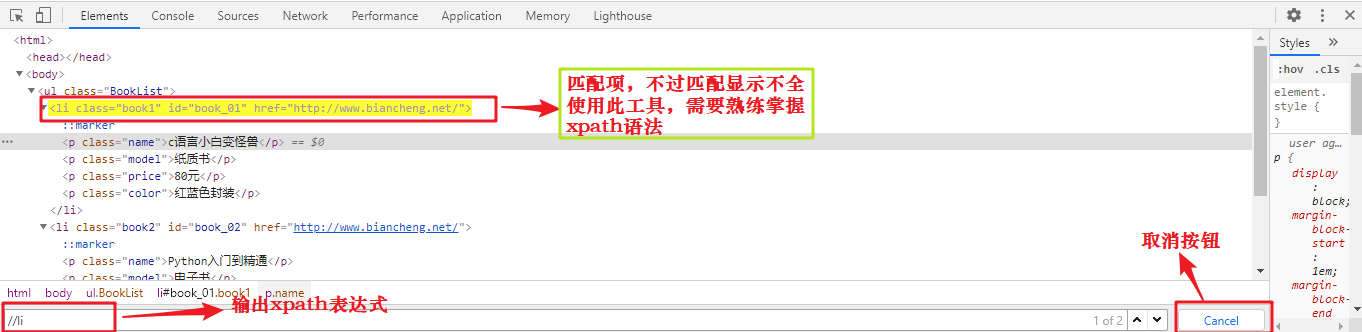 Elements Console Sources Network Performance Application Memory Lighthouse
<html>
<head></head>
Styles
<body>
:hov .cls
<ul class="BookList">
<li class="book1" id="book_01" href="http://www.biancheng.net/">
匹配项，不过匹配显示不全
使用此工具，需要熟练掌握
xpath语法
element.
style {
}
::marker
<p class="name">c语言小白变怪兽</p> == $0
<p class="model">纸质书</p>
<p class="price">80元</p>
<p class="color">红蓝色封装</p>
</li>
<li class="book2" id="book_02" href="http://www.biancheng.net/">
::marker
<p class="name">Python入门到精通</p>
<p class="model">电子书</p>
user ag…
p {
display
:
block;
margin-
block-
start
:
1em;
margin-
block-
end
取消按钮
html body ul.BookList li#book_01.book1 p.name
输出xpath表达式
//li
1 of 2
Cancel